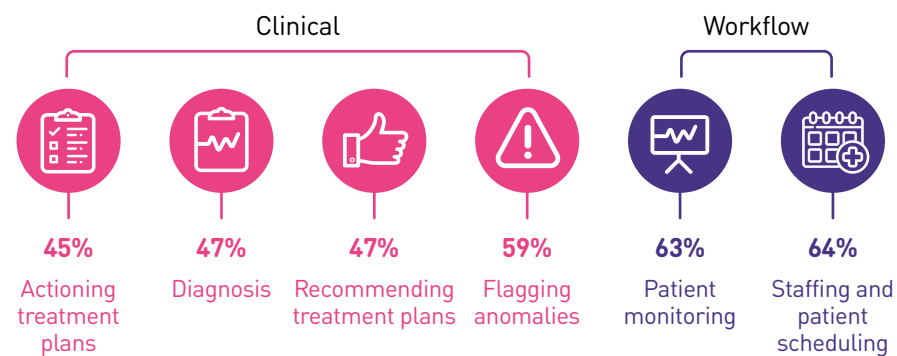 Clinical
Workflow
45%
47%
47%
59%
63%
64%
Actioning
treatment
plans
Diagnosis
Recommending
treatment plans
Flagging
anomalies
Patient
monitoring
Staffing and
patient
scheduling